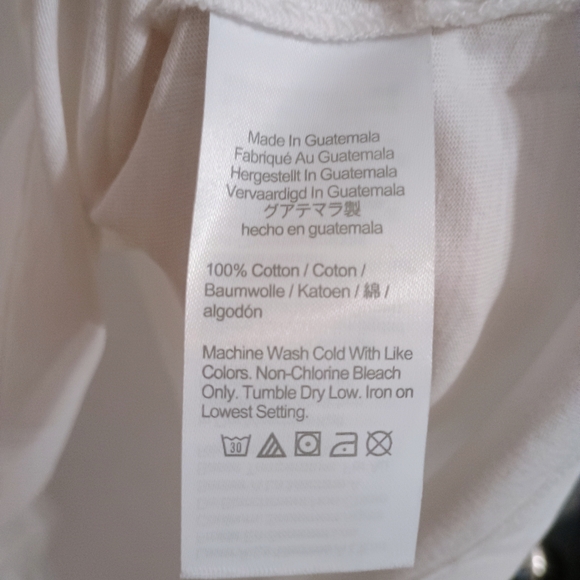 Made In Guatemala
Fabriqué Au Guatemala
Hergestellt In Guatemala
Vervaardigd In Guatemala
グアテマラ製
hecho en guatemala
100% Cotton / Coton /
Baumwolle / Katoen / 綿 /
algodón
Machine Wash Cold With Like
Colors. Non-Chlorine Bleach
Only. Tumble Dry Low. Iron on
Lowest Setting.
30